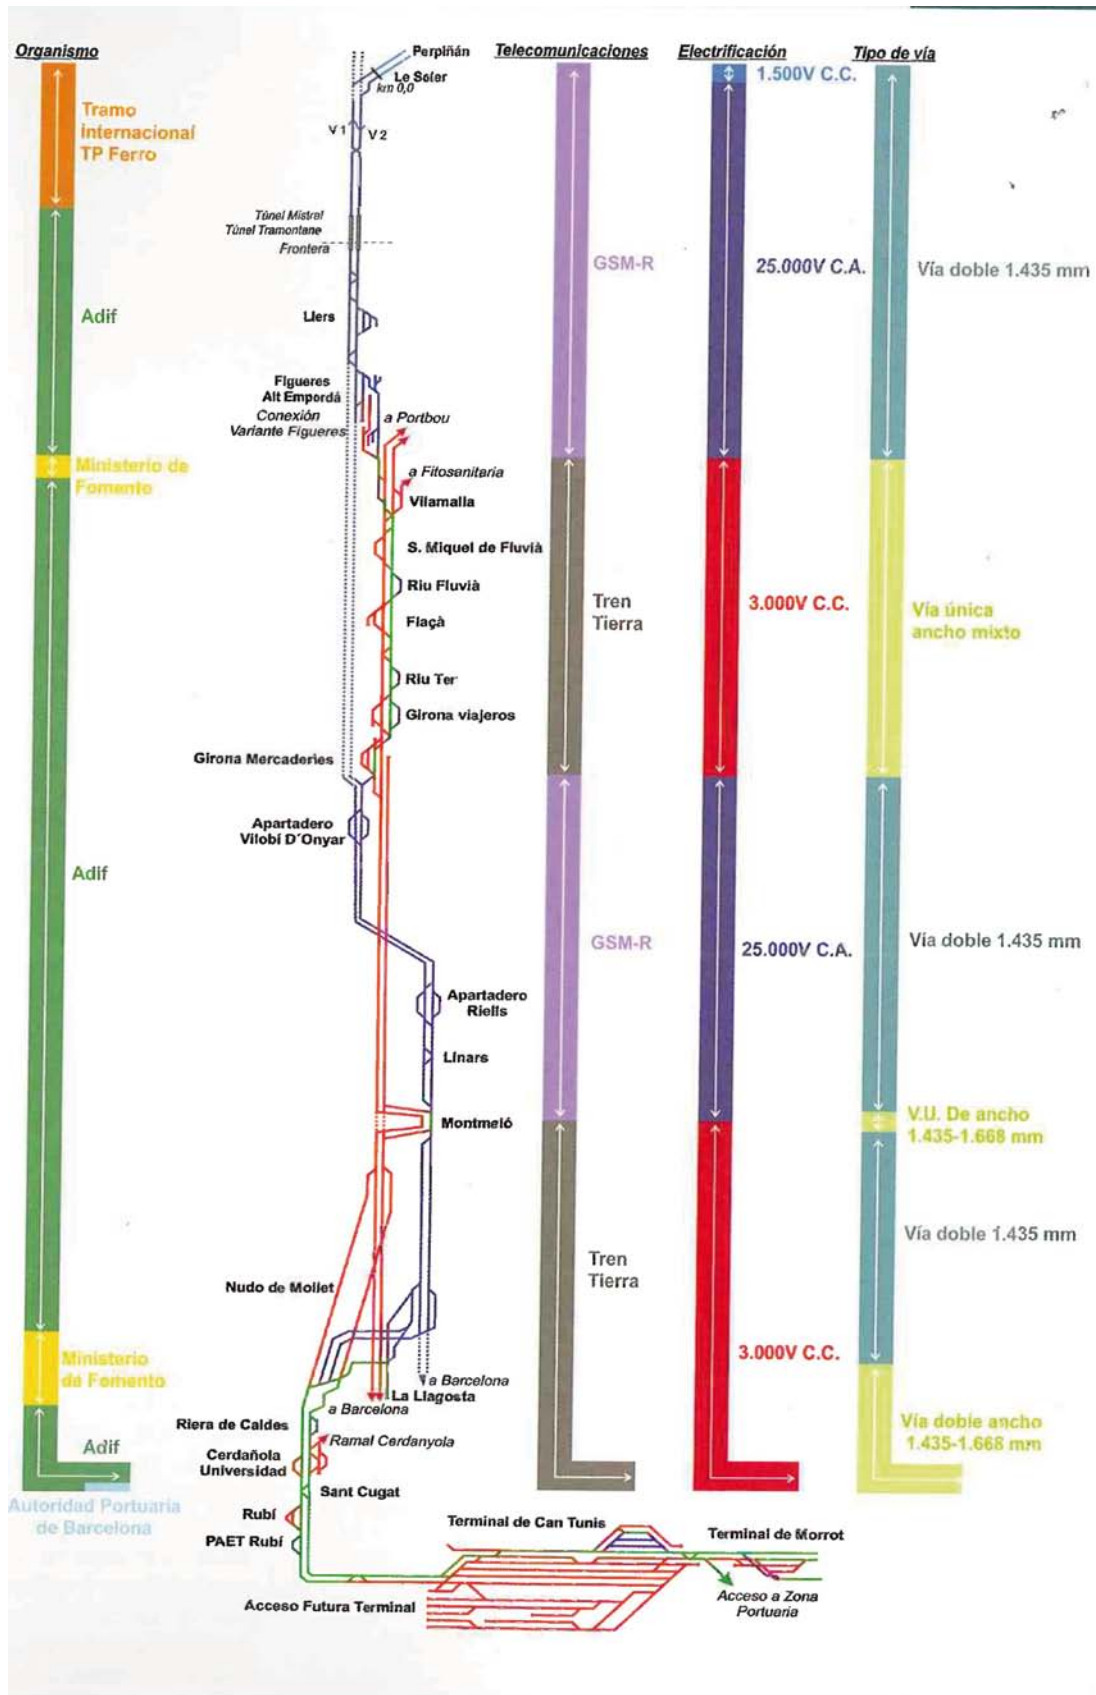 Organismo
Telecomunicaciones
Electrificación
Tipo de vía
Perpiñán
Le Soler
km 0,0
1.500V C.C.
Tramo
Internacional
TP Ferro
V 1
V 2
Túnel Mistral
Túnel Tramontane
Frontera
GSM-R
25.000V C.A.
Vía doble 1.435 mm
Adif
Llers
Figueres
Alt Empordá
Conexión
Variante Figueres
a Portbou
Ministerio de
Fomento
a Fitosanitaria
Vilamalla
S. Miquel de Fluvià
Riu Fluvià
Flaçà
Tren
Tierra
3.000V C.C.
Vía única
ancho mixto
Riu Ter
Girona viajeros
Girona Mercaderies
Apartadero
Vilobí D´Onyar
Adif
GSM-R
25.000V C.A.
Vía doble 1.435 mm
Apartadero
Riells
Linars
Montmeló
V.U. De ancho
1.435-1.668 mm
Vía doble 1.435 mm
Tren
Tierra
Nudo de Mollet
Ministerio
de Fomento
3.000V C.C.
a Barcelona
La Llagosta
a Barcelona
Riera de Caldes
Ramal Cerdanyola
Vía doble ancho
1.435-1.668 mm
Adif
Cerdañola
Universidad
Sant Cugat
Autoridad Portuaria
de Barcelona
Rubí
PAET Rubí
Terminal de Can Tunis
Terminal de Morrot
Acceso Futura Terminal
Acceso a Zona
Portuaria